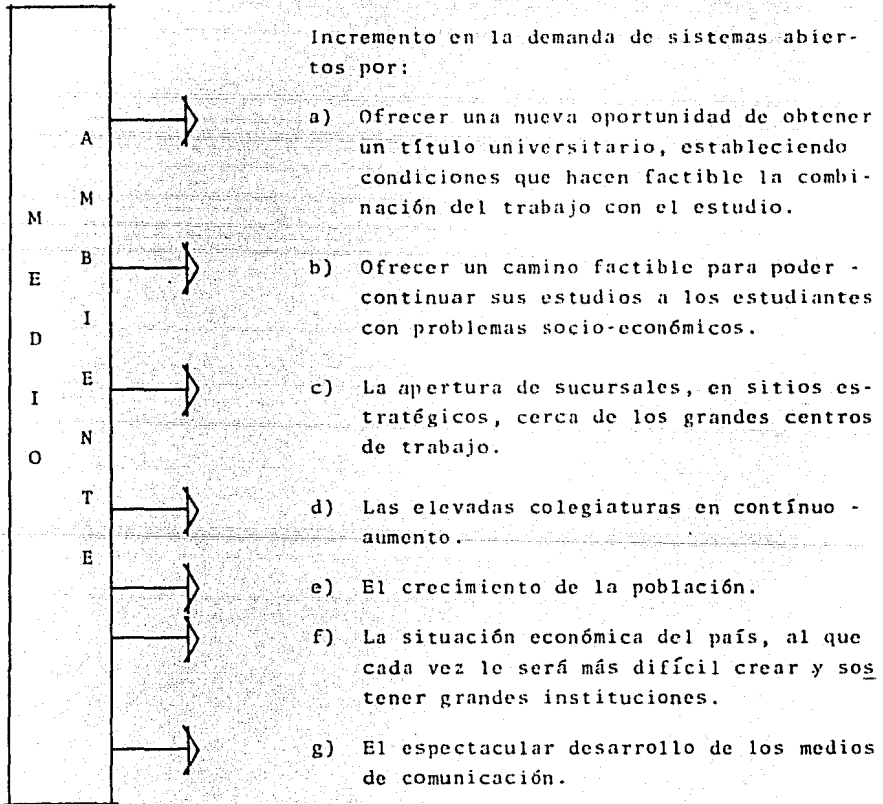 MEDIO
AMBIENTE
Incremento en la demanda de sistemas abier-
tos por:
a) Ofrecer una nueva oportunidad de obtener
un título universitario, estableciendo
condiciones que hacen factible la combi-
nación del trabajo con el estudio.
b) Ofrecer un camino factible para poder -
continuar sus estudios a los estudiantes
con problemas socio-económicos.
c) La apertura de sucursales, en sitios es-
tratégicos, cerca de los grandes centros
de trabajo.
d) Las elevadas colegiaturas en contínuo -
aumento.
e) El crecimiento de la población.
f) La situación económica del país, al que
cada vez le será más difícil crear y sos
tener grandes instituciones.
g) El espectacular desarrollo de los medios
de comunicación.